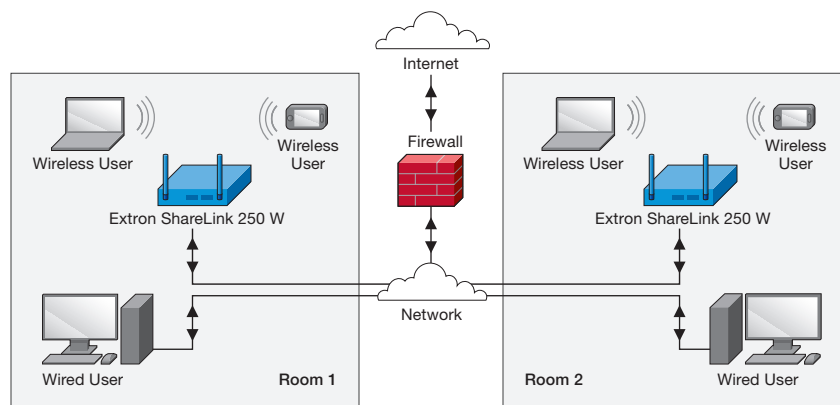 Internet
Wireless User
Wireless
User
Firewall
Wireless User
Wireless
User
Extron ShareLink 250 W
Extron ShareLink 250 W
Network
Wired User
Room 1
Room 2
Wired User